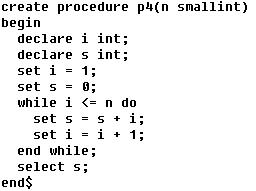 create procedure p4(n smallint)
begin
  declare i int;
  declare s int;
  set i = 1;
  set s = 0;
  while i <= n do
    set s = s + i;
    set i = i + 1;
  end while;
  select s;
end$